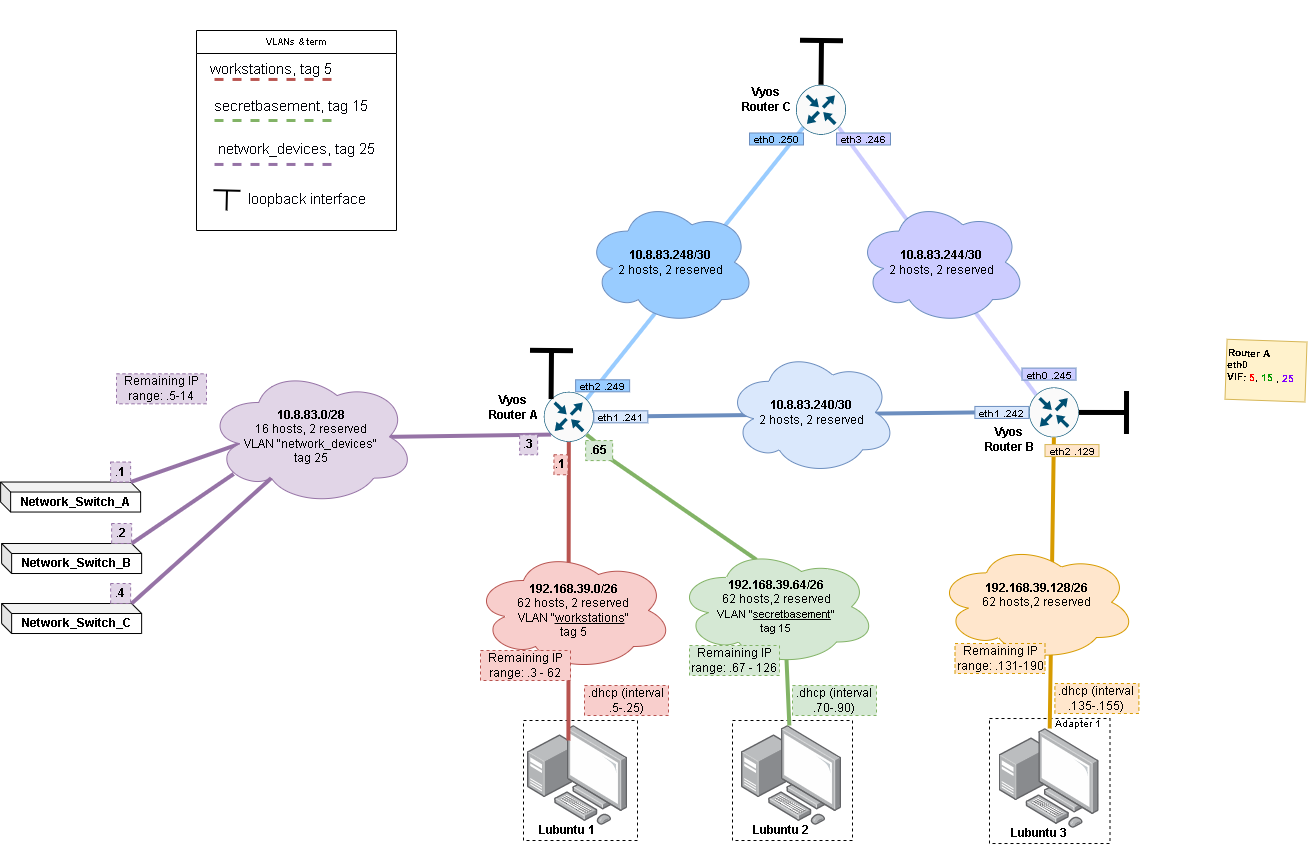 VLANs & term
workstations, tag 5
secretbasement, tag 15
network_devices, tag 25
loopback interface
Vyos
Router C
eth0 .250
eth3 .246
10.8.83.248/30
2 hosts, 2 reserved
10.8.83.244/30
2 hosts, 2 reserved
Router A
eth0
VIF: 5, 15 , 25
Remaining IP
range: .5-14
10.8.83.0/28
16 hosts, 2 reserved
VLAN "network_devices"
tag 25
Vyos
Router A
eth2 .249
eth1 .241
.3
.1
.65
10.8.83.240/30
2 hosts, 2 reserved
eth0 .245
eth1 .242
Vyos
Router B
eth2 .129
.1
Network_Switch_A
.2
Network_Switch_B
.4
Network_Switch_C
192.168.39.0/26
62 hosts, 2 reserved
VLAN "workstations"
tag 5
Remaining IP
range: .3 - 62
.dhcp (interval
.5-.25)
Lubuntu 1
192.168.39.64/26
62 hosts, 2 reserved
VLAN "secretbasement"
tag 15
Remaining IP
range: .67 - 126
.dhcp (interval
.70-.90)
Lubuntu 2
192.168.39.128/26
62 hosts,2 reserved
Remaining IP
range: .131-190
.dhcp (interval
.135-.155)
Adapter 1
Lubuntu 3